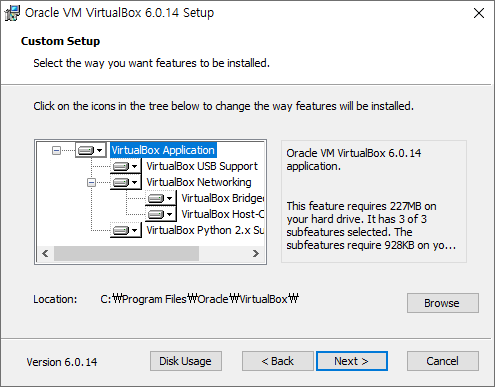 Oracle VM VirtualBox 6.0.14 Setup
Custom Setup
Select the way you want features to be installed.
Click on the icons in the tree below to change the way features will be installed.
VirtualBox Application
VirtualBox USB Support
VirtualBox Networking
VirtualBox Bridge
VirtualBox Host-
VirtualBox Python 2.x Su
Oracle VM VirtualBox 6.0.14
application.
This feature requires 227MB on
your hard drive. It has 3 of 3
subfeatures selected. The
subfeatures require 928KB on yo...
Location: C:₩Program Files₩Oracle₩VirtualBox₩
Browse
Version 6.0.14
Disk Usage
< Back
Next >
Cancel